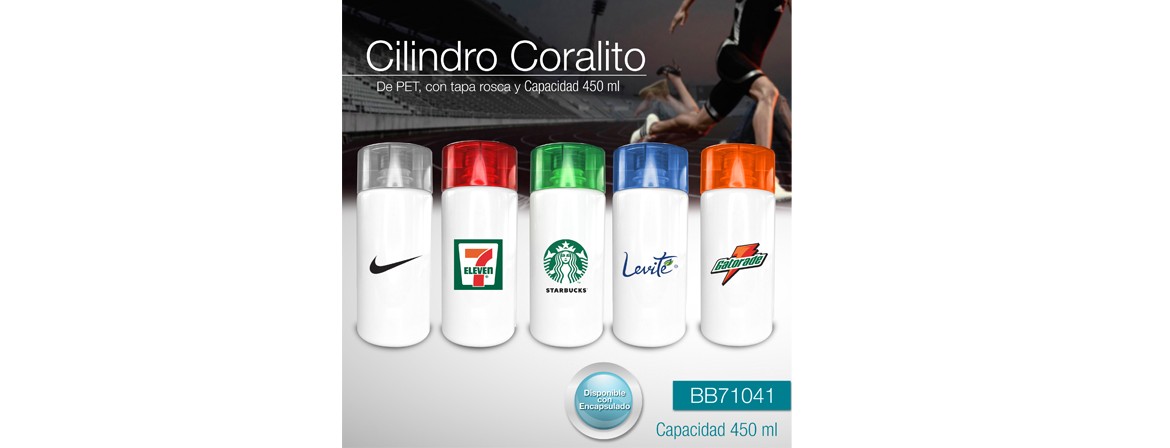 Cilindro Coralito
De PET, con tapa rosca y Capacidad 450 ml
7
ELEVEN
STARBUCKS
Levité
Gatorade
Disponible
con
Encapsulado
BB71041
Capacidad 450 ml